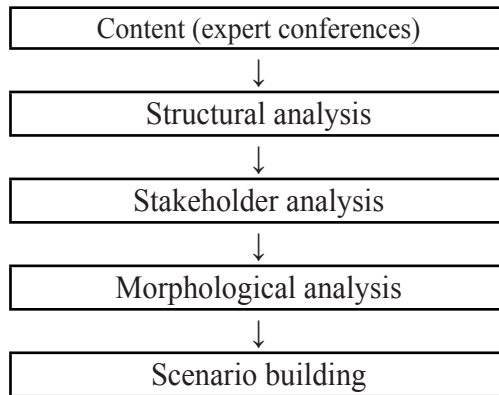 Content (expert conferences)
↓
Structural analysis
↓
Stakeholder analysis
↓
Morphological analysis
↓
Scenario building